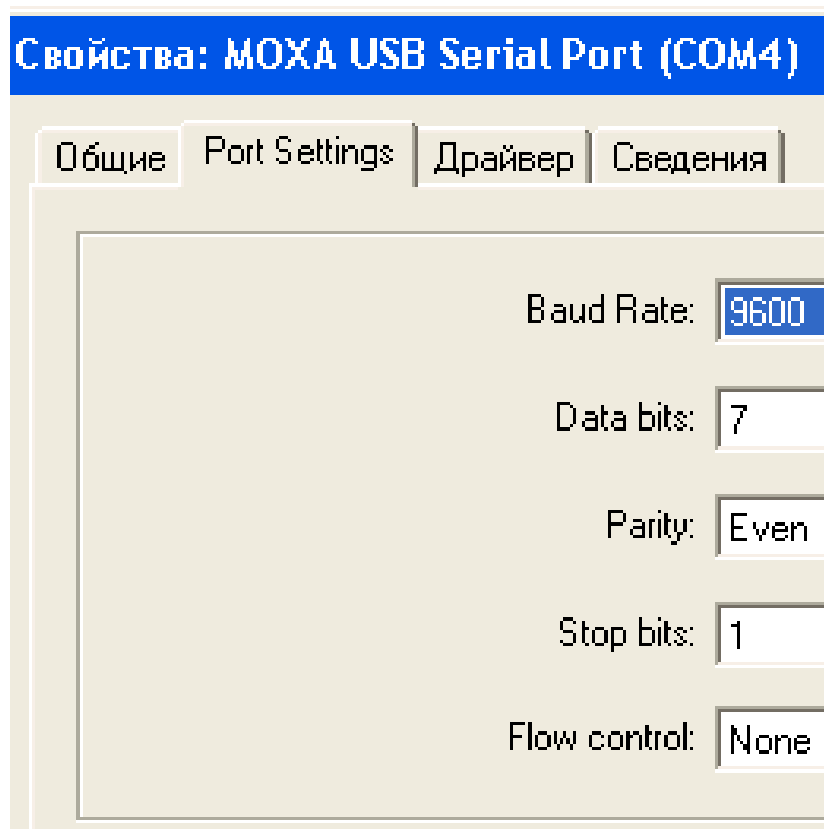 Свойства: MOXA USB Serial Port (COM4)
Общие Port Settings Драйвер Сведения
Baud Rate: 9600
Data bits: 7
Parity: Even
Stop bits: 1
Flow control: None